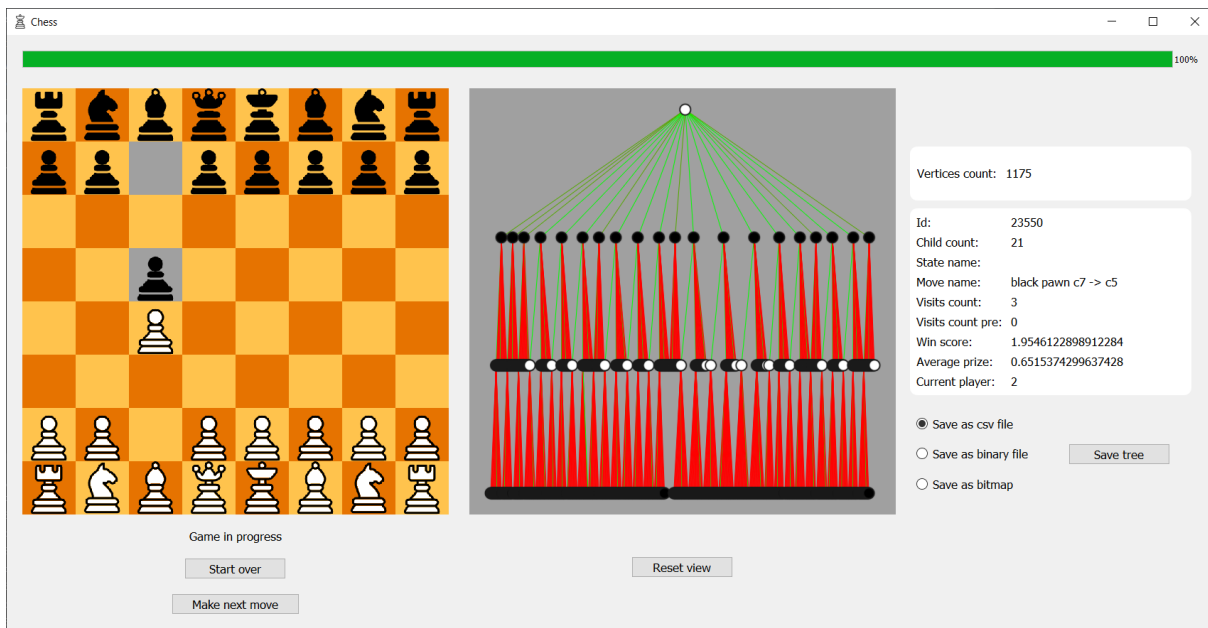 Chess
100%
Vertices count: 1175
Id: 23550
Child count: 21
State name:
Move name: black pawn c7 -> c5
Visits count: 3
Visits count pre: 0
Win score: 1.9546122898912284
Average prize: 0.6515374299637428
Current player: 2
Save as csv file
Save as binary file
Save tree
Save as bitmap
Game in progress
Start over
Reset view
Make next move